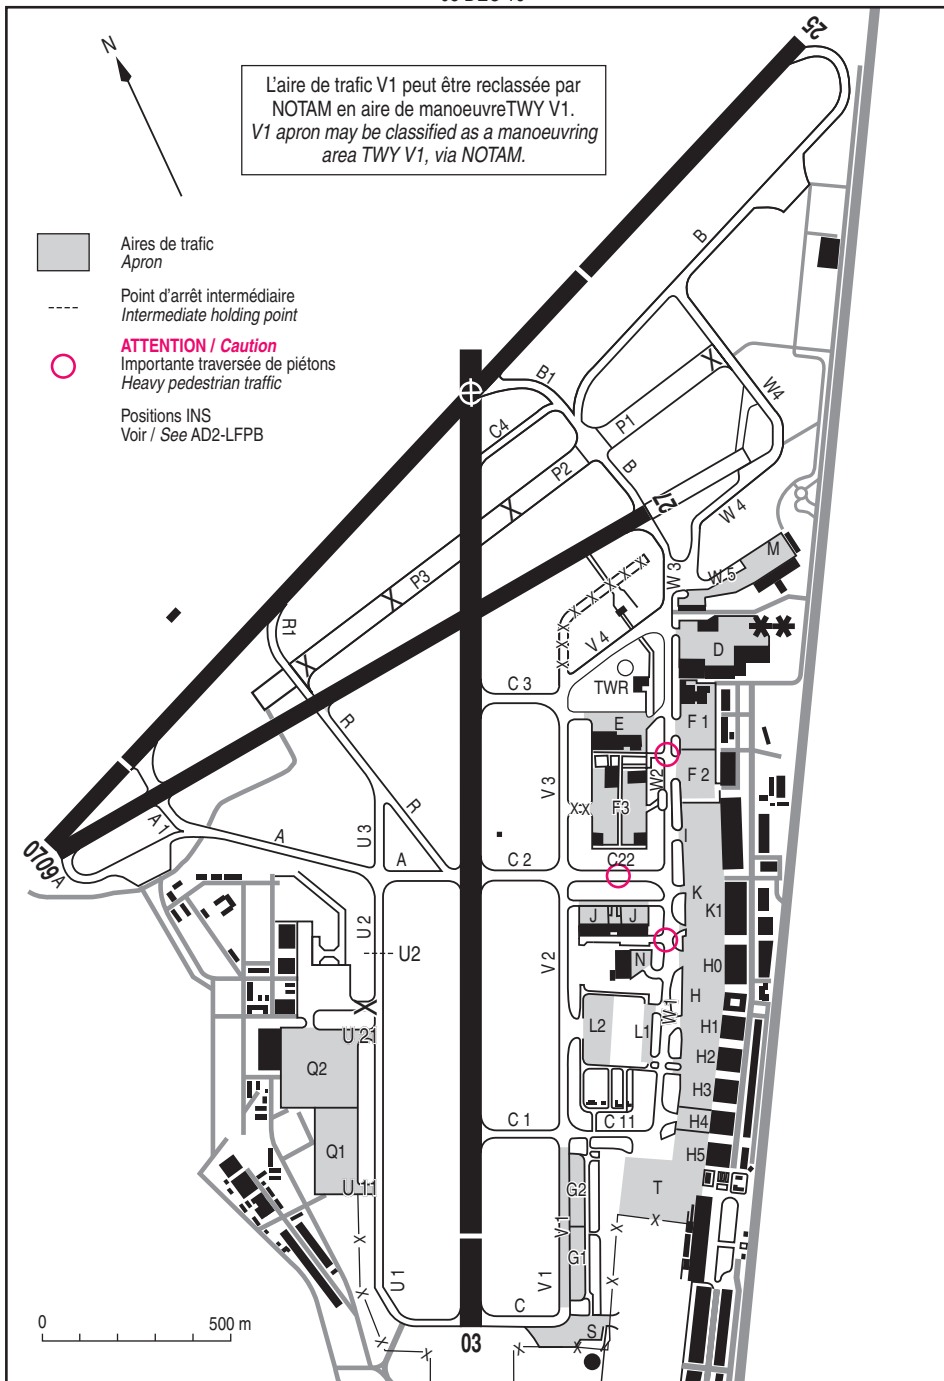 25
N
L'aire de trafic V1 peut être reclassée par
NOTAM en aire de manoeuvreTWY V1.
V1 apron may be classified as a manoeuvring
area TWY V1, via NOTAM.
Aires de trafic
Apron
Point d'arrêt intermédiaire
Intermediate holding point
ATTENTION / Caution
Importante traversée de piétons
Heavy pedestrian traffic
Positions INS
Voir / See AD2-LFPB
B
B1
W4
C4
P1
P2
B
27
W 4
M
P3
W 3
W 5
R1
V 4
D
TWR
C 3
R
E
F 1
F 2
W2
V 3
X-X
F3
R
A 1
A
U 3
I
0709
A
A
C 2
C22
K
K1
J
J
U 2
U2
V 2
N
H0
H
W-1
L2
L1
H1
U 21
H2
Q2
H3
C 1
C 11
H4
Q1
H5
U 11
G2
T
V 1
G1
U 1
V 1
C
S
03
0
500 m